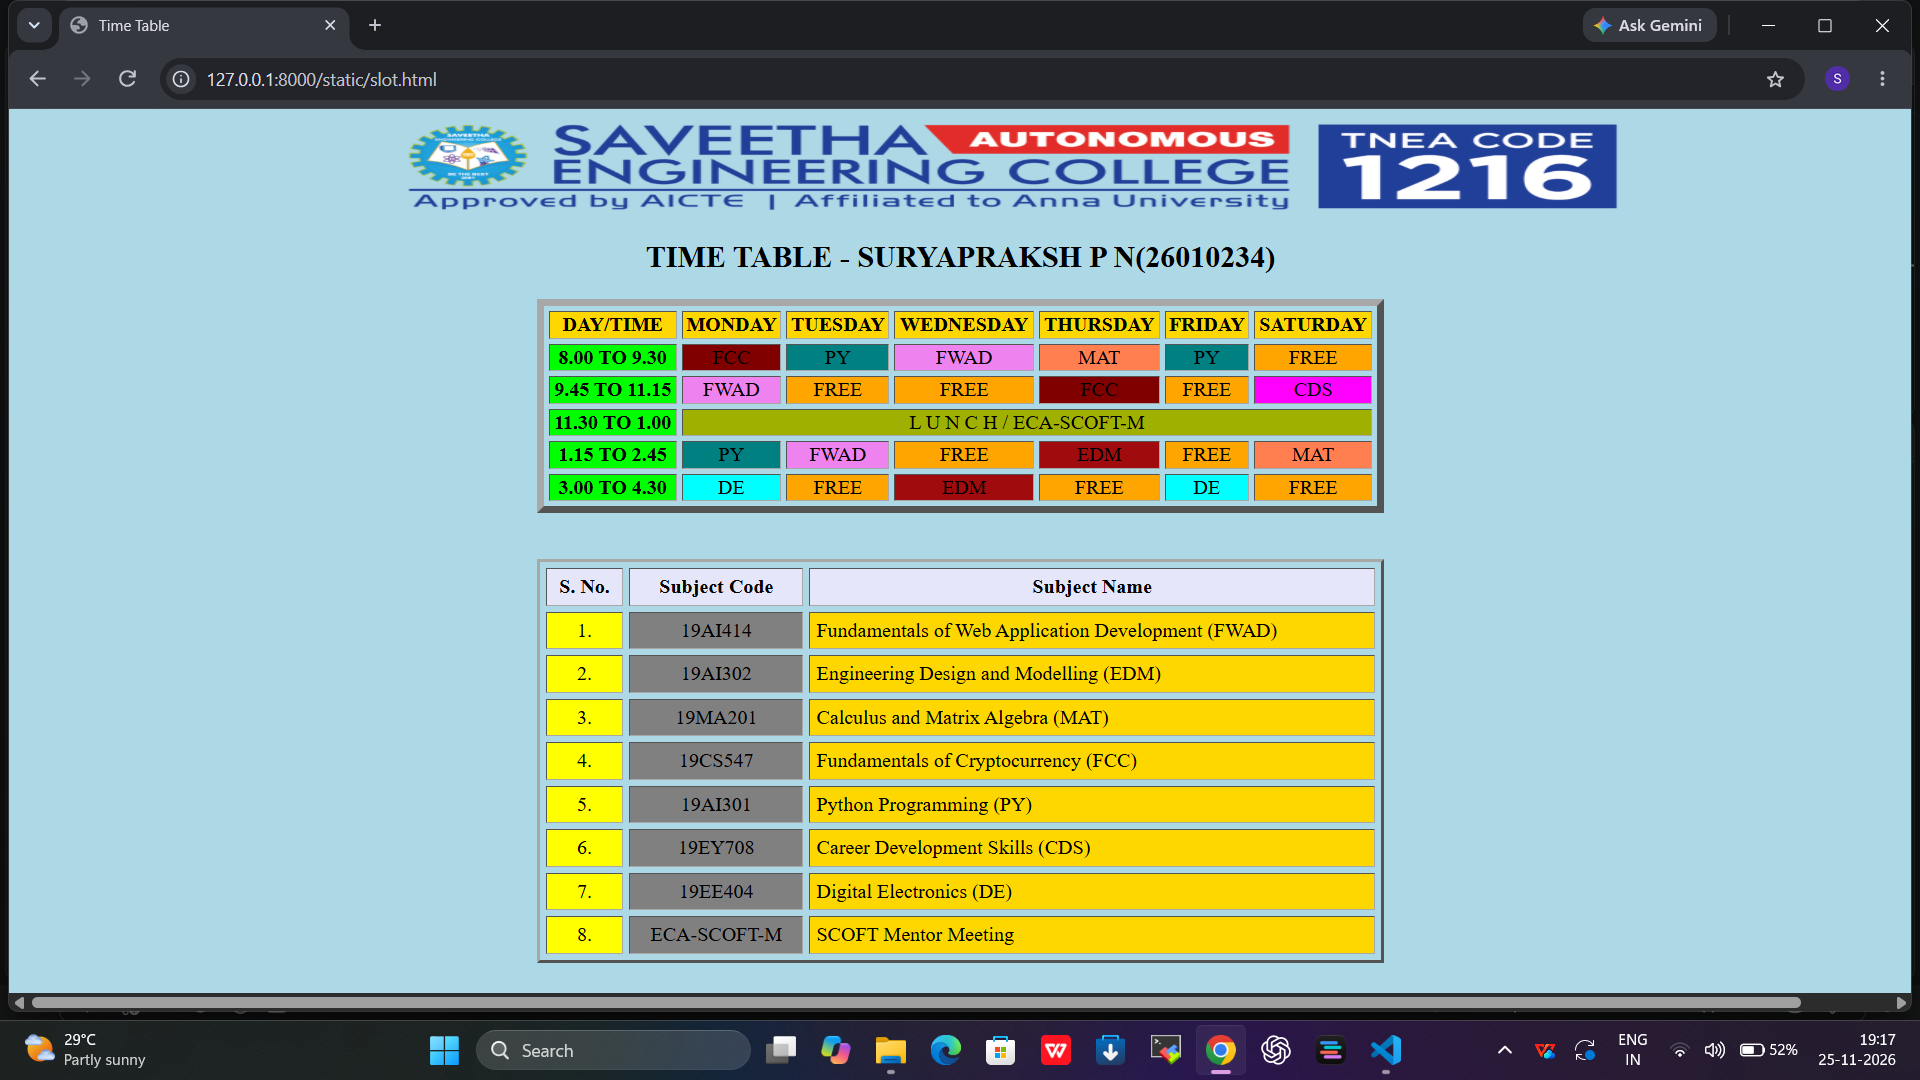 Time Table
Ask Gemini
127.0.0.1:8000/static/slot.html
S
SAVEETHA AUTONOMOUS
ENGINEERING COLLEGE
Approved by AICTE | Affiliated to Anna University
TNEA CODE
1216
TIME TABLE - SURYAPRAKSH P N(26010234)
DAY/TIME MONDAY TUESDAY WEDNESDAY THURSDAY FRIDAY SATURDAY
8.00 TO 9.30 FCC PY FWAD MAT PY FREE
9.45 TO 11.15 FWAD FREE FREE FCC FREE CDS
11.30 TO 1.00 L U N C H / ECA-SCOFT-M
1.15 TO 2.45 PY FWAD FREE EDM FREE MAT
3.00 TO 4.30 DE FREE EDM FREE DE FREE
S. No. Subject Code Subject Name
1. 19AI414 Fundamentals of Web Application Development (FWAD)
2. 19AI302 Engineering Design and Modelling (EDM)
3. 19MA201 Calculus and Matrix Algebra (MAT)
4. 19CS547 Fundamentals of Cryptocurrency (FCC)
5. 19AI301 Python Programming (PY)
6. 19EY708 Career Development Skills (CDS)
7. 19EE404 Digital Electronics (DE)
8. ECA-SCOFT-M SCOFT Mentor Meeting
29°C
Partly sunny
Search
ENG
IN
52%
19:17
25-11-2026